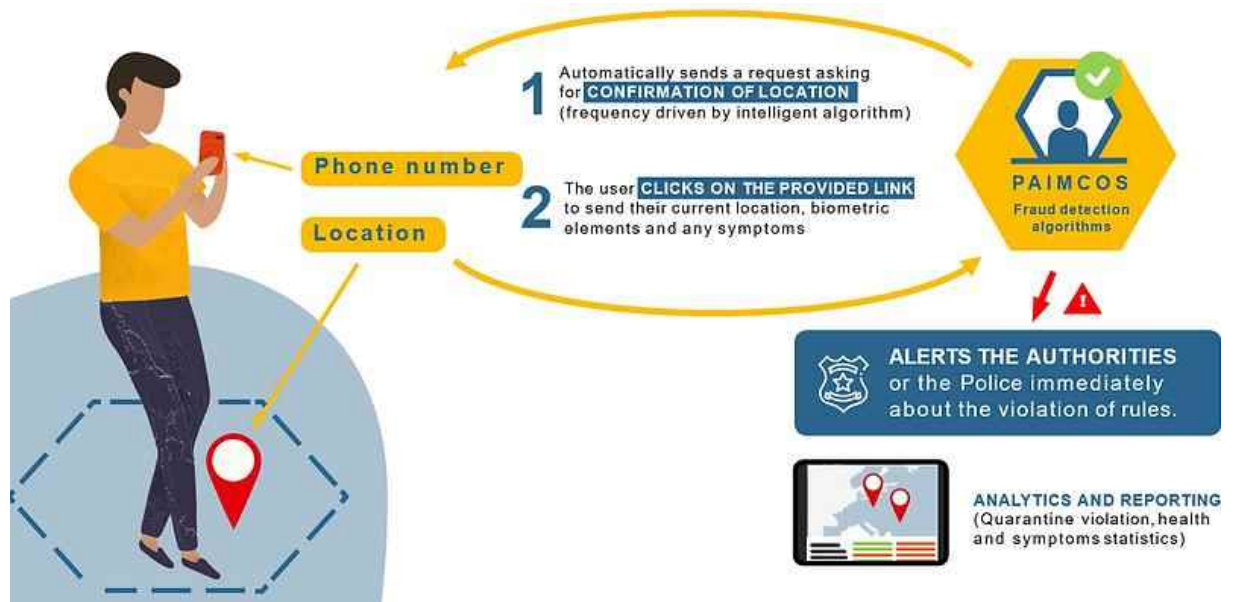 1
Automatically sends a request asking
for CONFIRMATION OF LOCATION
(frequency driven by intelligent algorithm)
Phone number
Location
2
The user CLICKS ON THE PROVIDED LINK
to send their current location, biometric
elements and any symptoms
PAIMCOS
Fraud detection
algorithms
ALERTS THE AUTHORITIES
or the Police immediately
about the violation of rules.
ANALYTICS AND REPORTING
(Quarantine violation, health
and symptoms statistics)